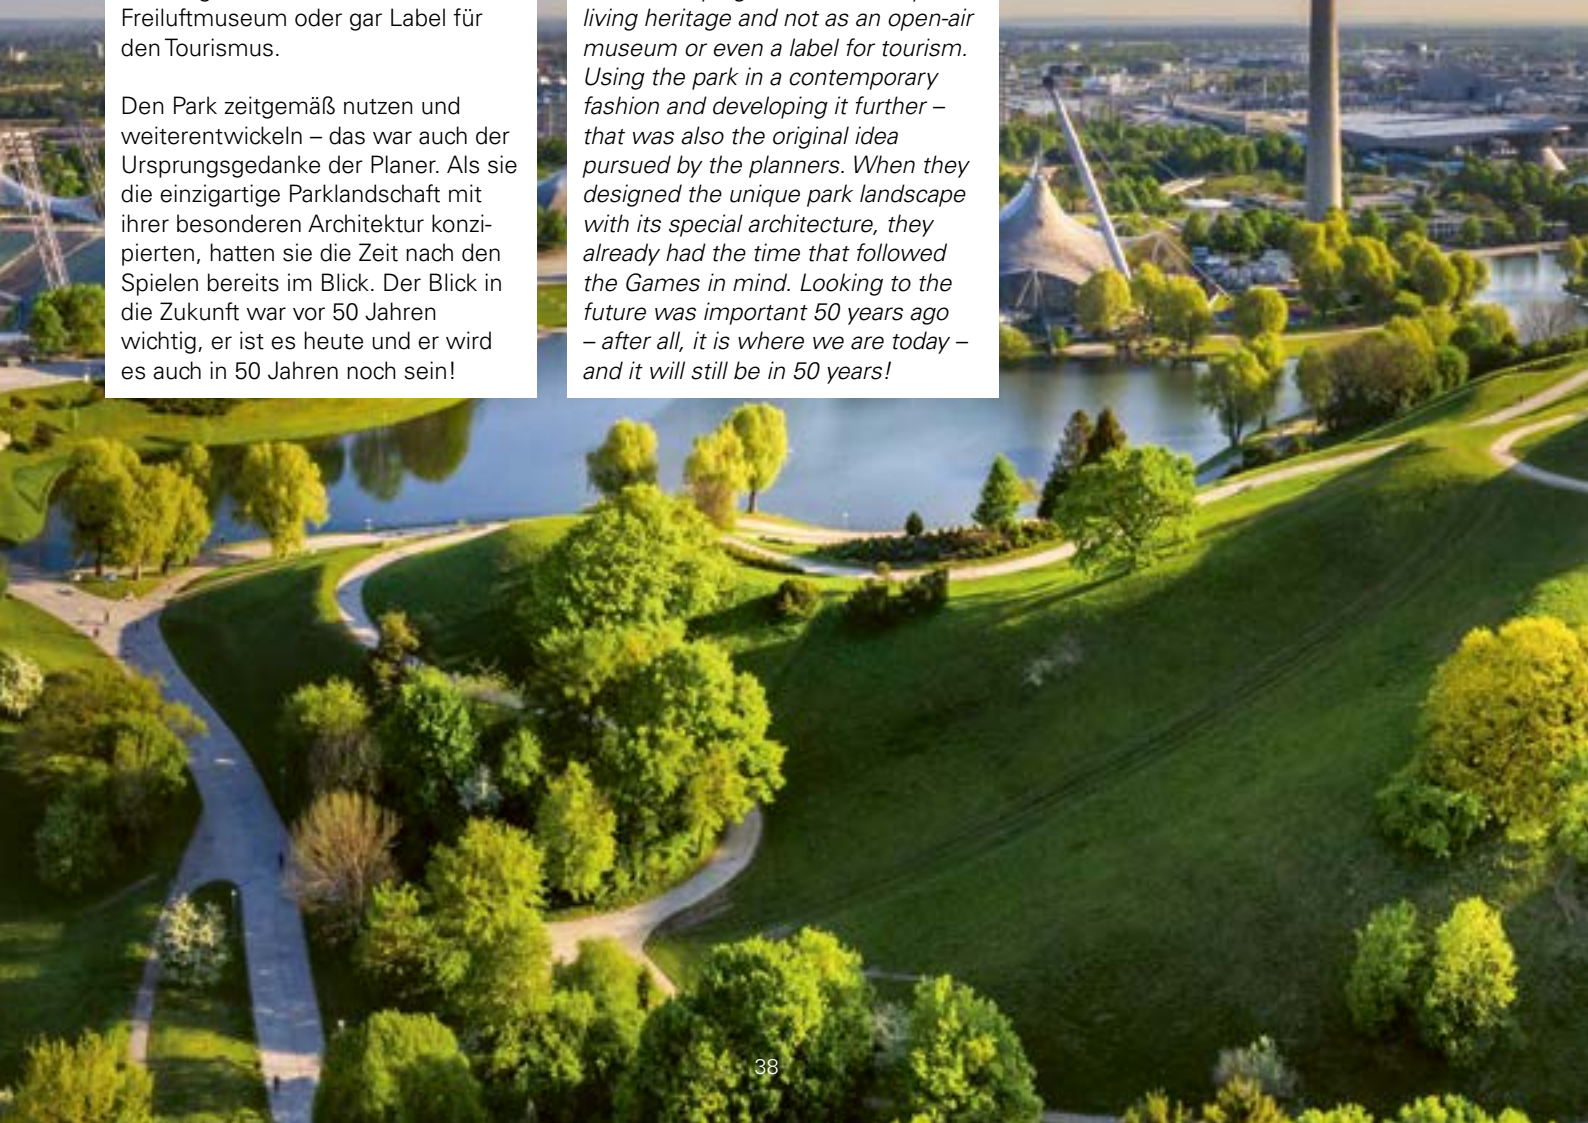 Freiluftmuseum oder gar Label für
den Tourismus.
Den Park zeitgemäß nutzen und
weiterentwickeln – das war auch der
Ursprungsgedanke der Planer. Als sie
die einzigartige Parklandschaft mit
ihrer besonderen Architektur konzi-
pierten, hatten sie die Zeit nach den
Spielen bereits im Blick. Der Blick in
die Zukunft war vor 50 Jahren
wichtig, er ist es heute und er wird
es auch in 50 Jahren noch sein!
living heritage and not as an open-air
museum or even a label for tourism.
Using the park in a contemporary
fashion and developing it further –
that was also the original idea
pursued by the planners. When they
designed the unique park landscape
with its special architecture, they
already had the time that followed
the Games in mind. Looking to the
future was important 50 years ago
– after all, it is where we are today –
and it will still be in 50 years!
38